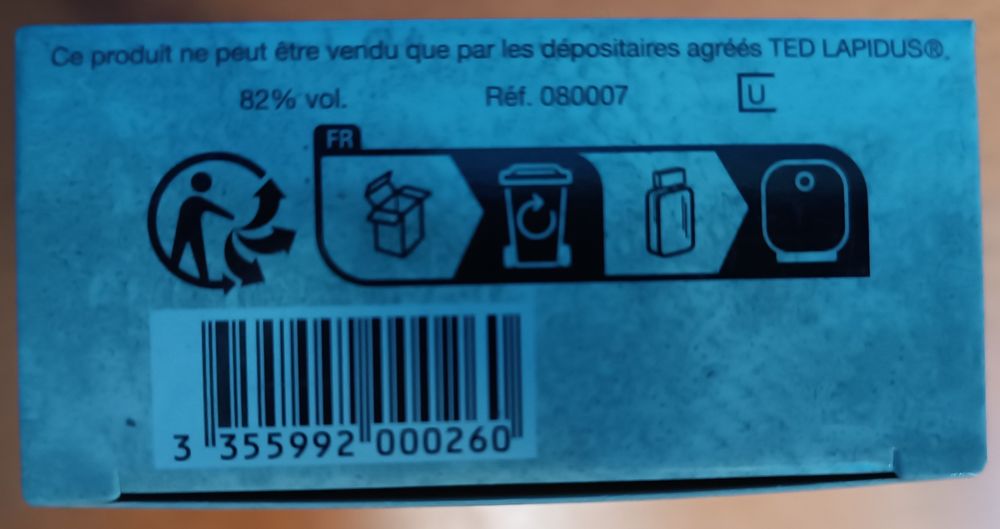 Ce produit ne peut être vendu que par les dépositaires agréés TED LAPIDUS®.
82% vol. Réf. 080007 U
FR
3 355992 000260